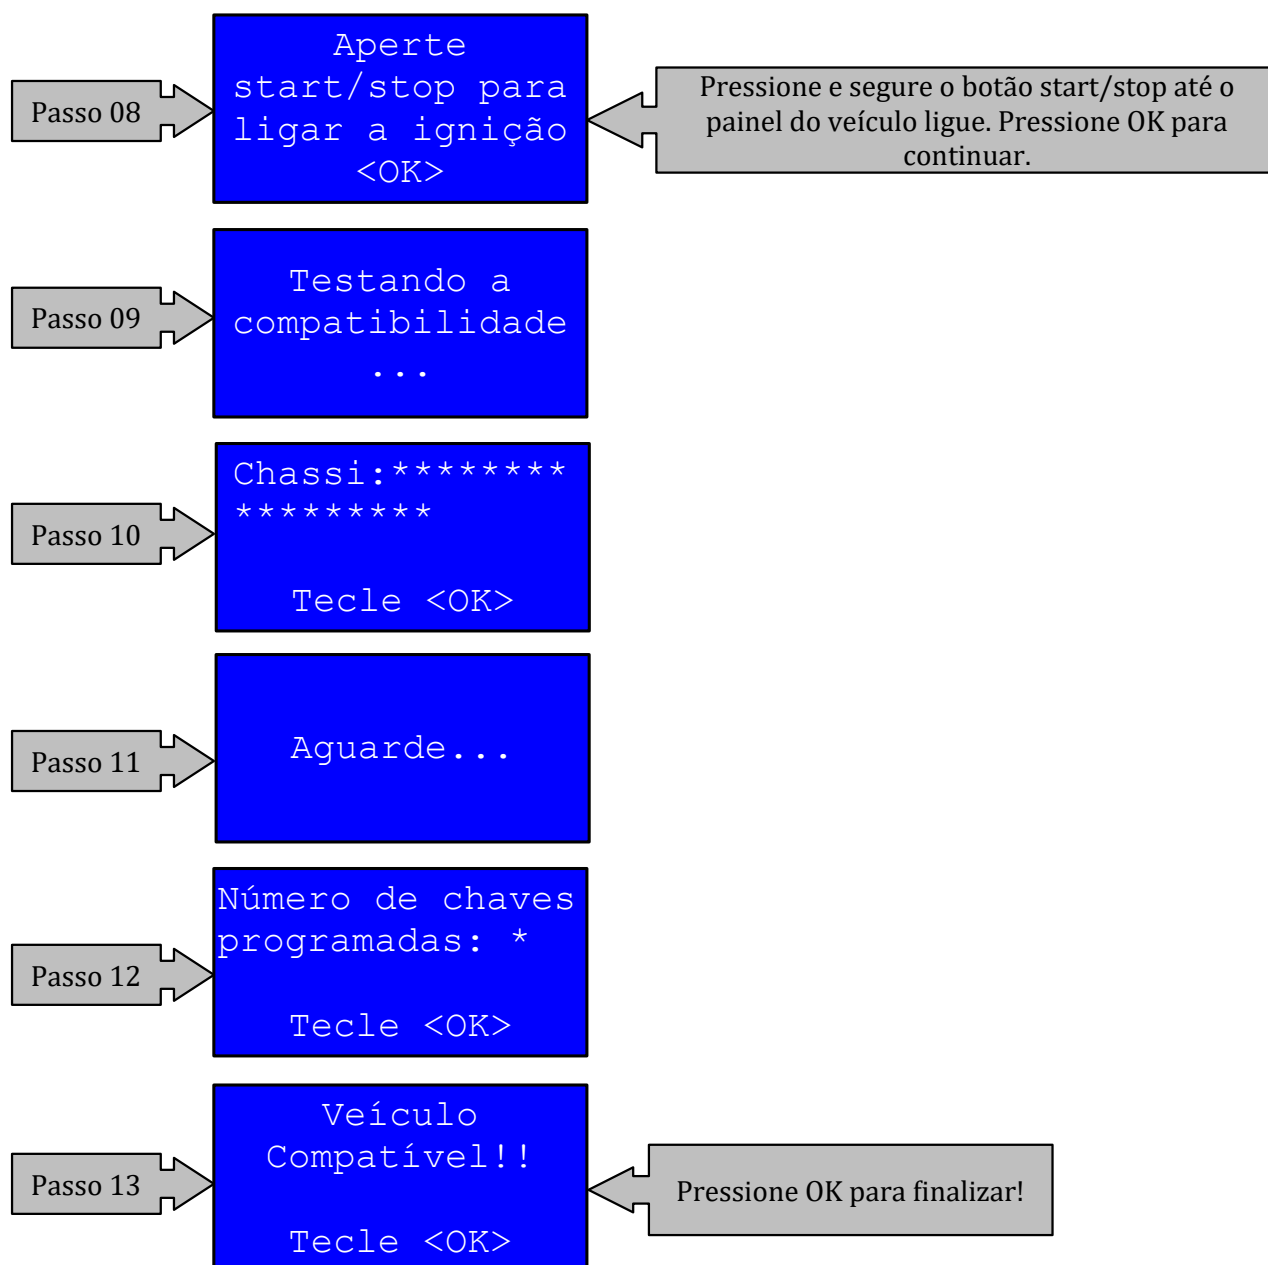 Passo 08
Aperte
start/stop para
ligar a ignição
<OK>
Pressione e segure o botão start/stop até o
painel do veículo ligue. Pressione OK para
continuar.
Passo 09
Testando a
compatibilidade
...
Passo 10
Chassi:********
*********
Tecle <OK>
Passo 11
Aguarde...
Passo 12
Número de chaves
programadas: *
Tecle <OK>
Passo 13
Veículo
Compatível!!
Tecle <OK>
Pressione OK para finalizar!